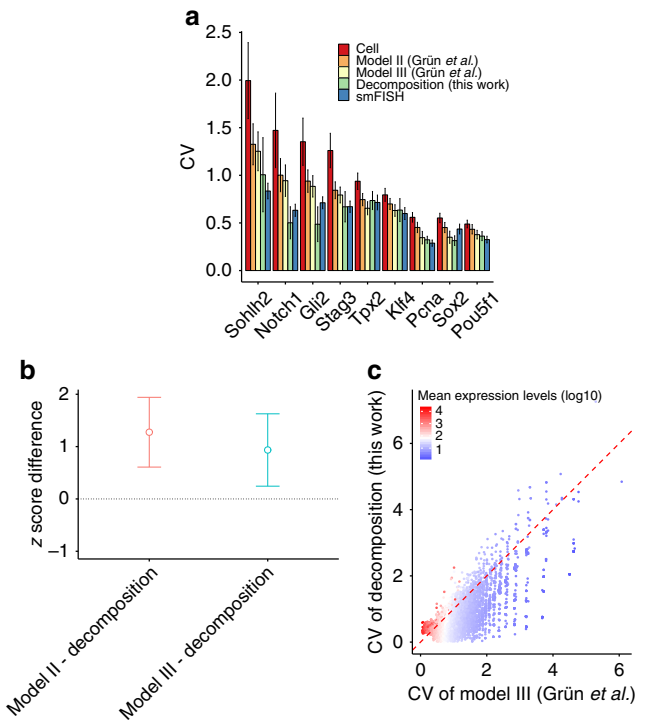 a
2.5
2.0
1.5
1.0
0.5
0.0
CV
Cell
Model II (Grün et al.)
Model III (Grün et al.)
Decomposition (this work)
smFISH
Sohlh2
Notch1
Gli2
Stag3
Tpx2
Klf4
Pcna
Sox2
Pou5f1
b
2
1
0
−1
z score difference
Model II - decomposition
Model III - decomposition
c
Mean expression levels (log10)
4
3
2
1
6
4
2
0
CV of decomposition (this work)
0
2
4
6
CV of model III (Grün et al.)